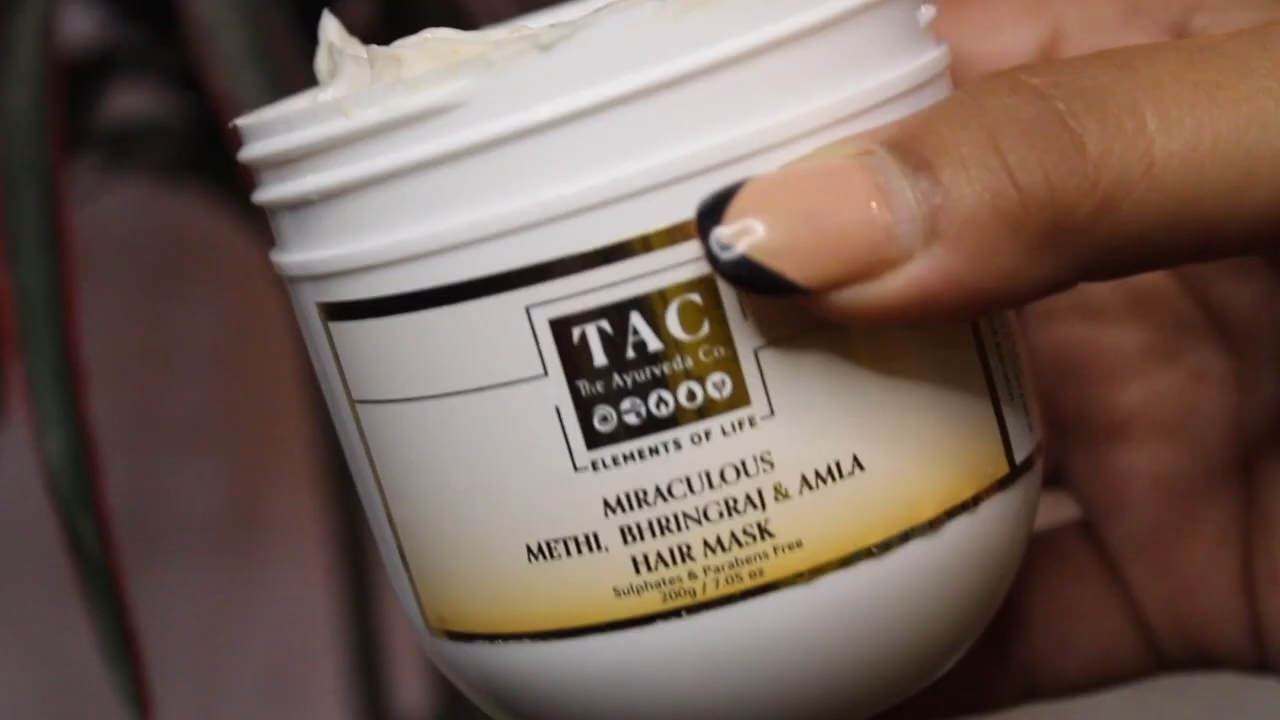 TAC
The Ayurveda Co.
ELEMENTS OF LIFE
MIRACULOUS
METHI, BHRINGRAJ & AMLA
HAIR MASK
Sulphates & Parabens Free
200g / 7.05 oz